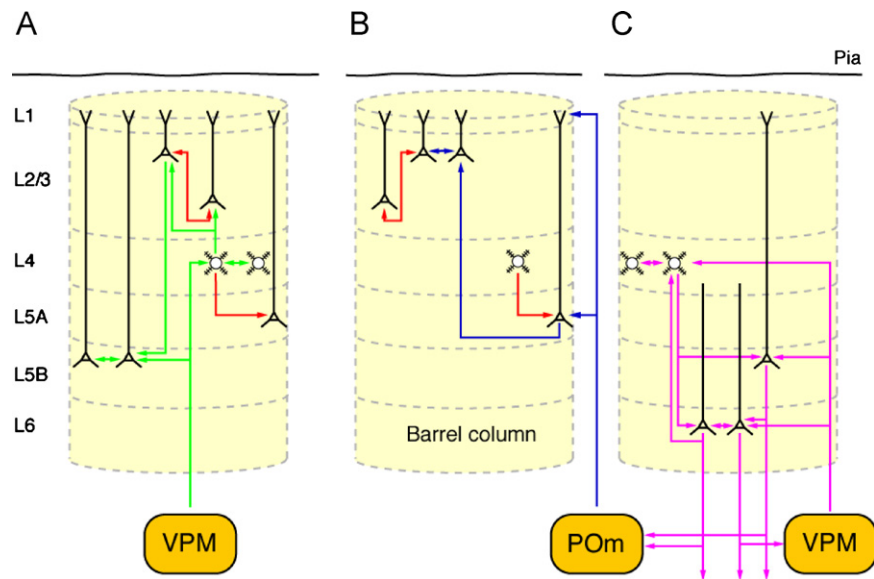 A B C
Pia
L1
L2/3
L4
L5A
L5B
L6
Barrel column
VPM
POm
VPM